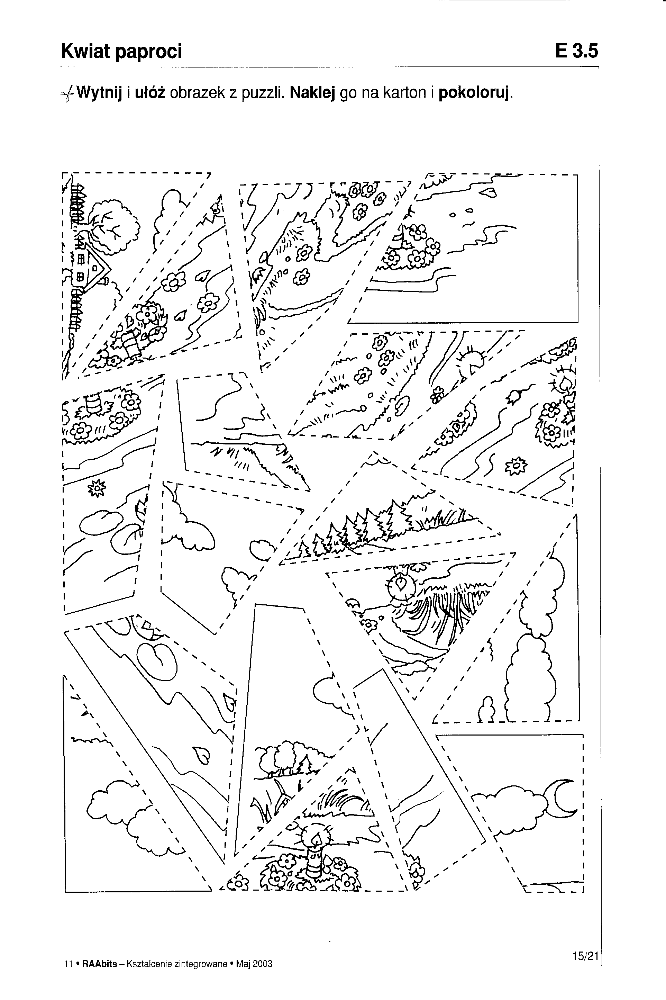 Kwiat paproci
E 3.5
Wytnij i ułóż obrazek z puzzli. Naklej go na karton i pokoloruj.
15/21
11 • RAAbits – Kształcenie zintegrowane • Maj 2003